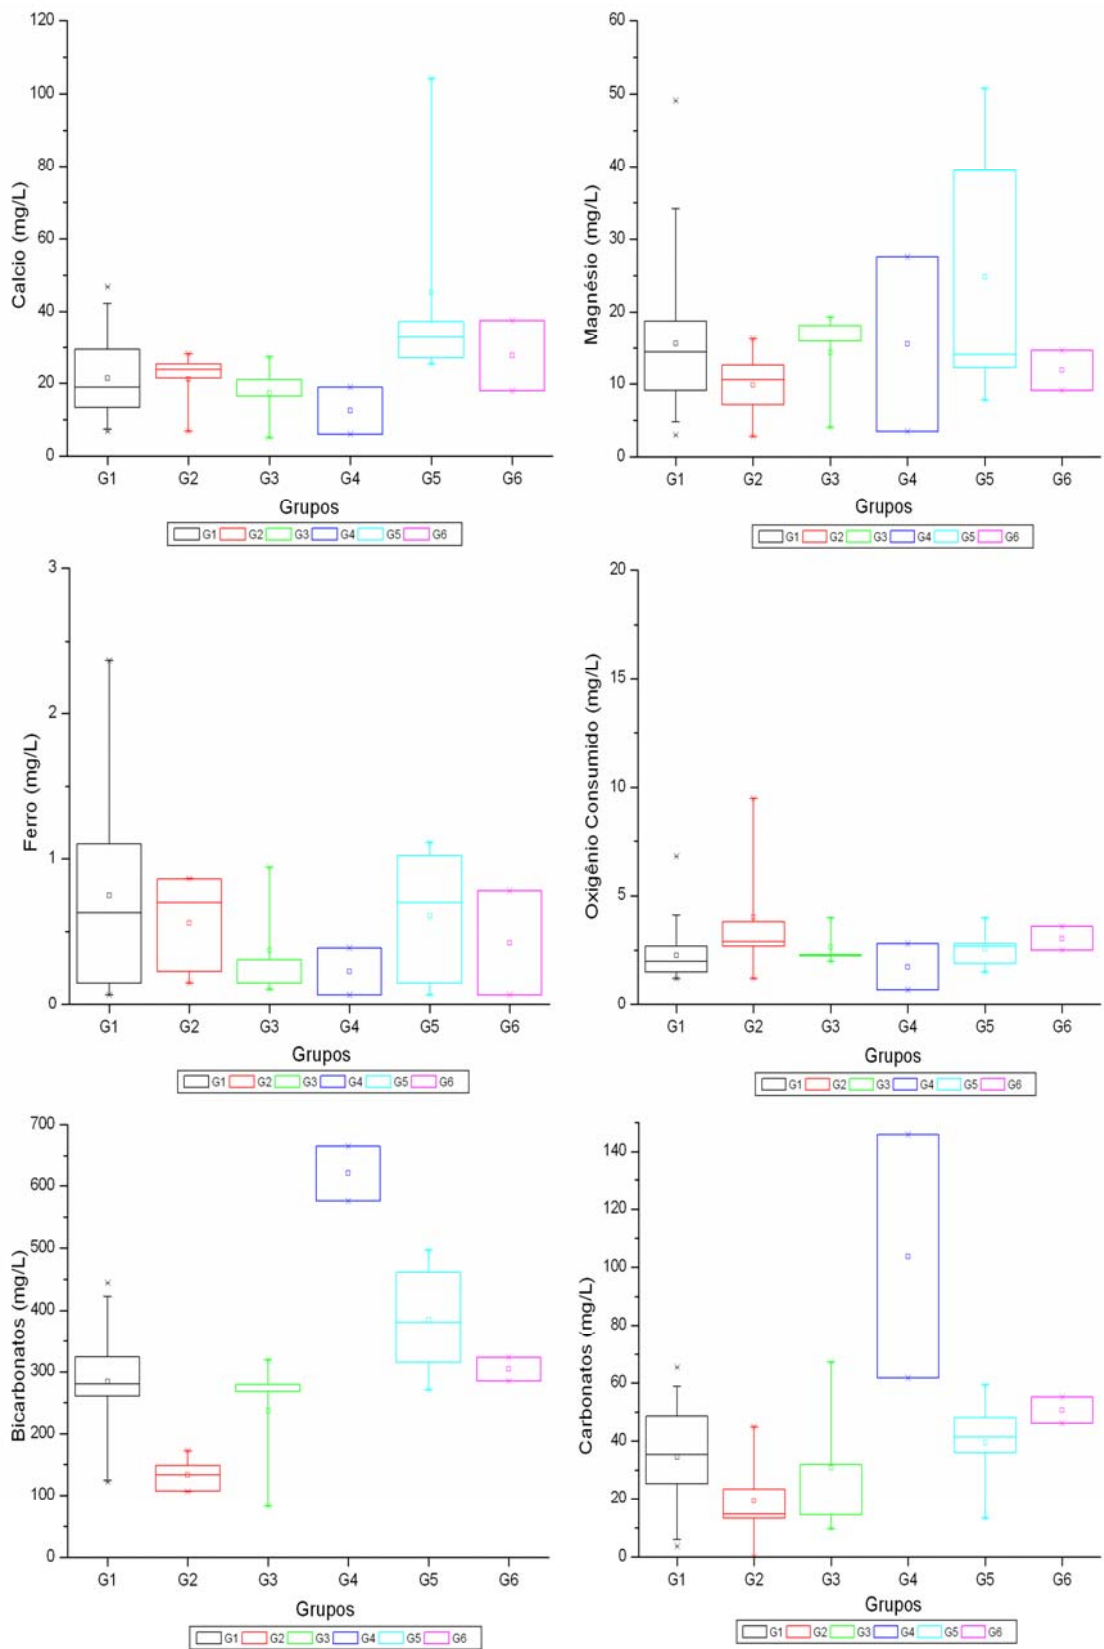 Calcio (mg/L)
120
100
80
60
40
20
0
G1 G2 G3 G4 G5 G6
Grupos
G1 G2 G3 G4 G5 G6
Magnésio (mg/L)
60
50
40
30
20
10
0
G1 G2 G3 G4 G5 G6
Grupos
G1 G2 G3 G4 G5 G6
Ferro (mg/L)
3
2
1
0
G1 G2 G3 G4 G5 G6
Grupos
G1 G2 G3 G4 G5 G6
Oxigênio Consumido (mg/L)
20
15
10
5
0
G1 G2 G3 G4 G5 G6
Grupos
G1 G2 G3 G4 G5 G6
Bicarbonatos (mg/L)
700
600
500
400
300
200
100
0
G1 G2 G3 G4 G5 G6
Grupos
G1 G2 G3 G4 G5 G6
Carbonatos (mg/L)
140
120
100
80
60
40
20
0
G1 G2 G3 G4 G5 G6
Grupos
G1 G2 G3 G4 G5 G6